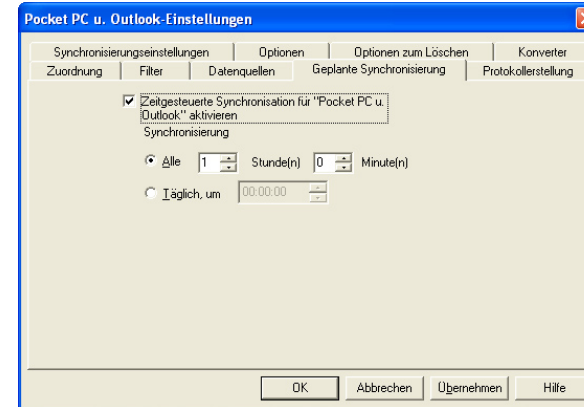 Pocket PC u. Outlook-Einstellungen
Synchronisierungseinstellungen Optionen Optionen zum Löschen Konverter
Zuordnung Filter Datenquellen Geplante Synchronisierung Protokollerstellung
Zeitgesteuerte Synchronisation für "Pocket PC u.
Outlook" aktivieren
Synchronisierung
Alle 1 Stunde(n) 0 Minute(n)
Täglich, um 00:00:00
OK Abbrechen Übernehmen Hilfe